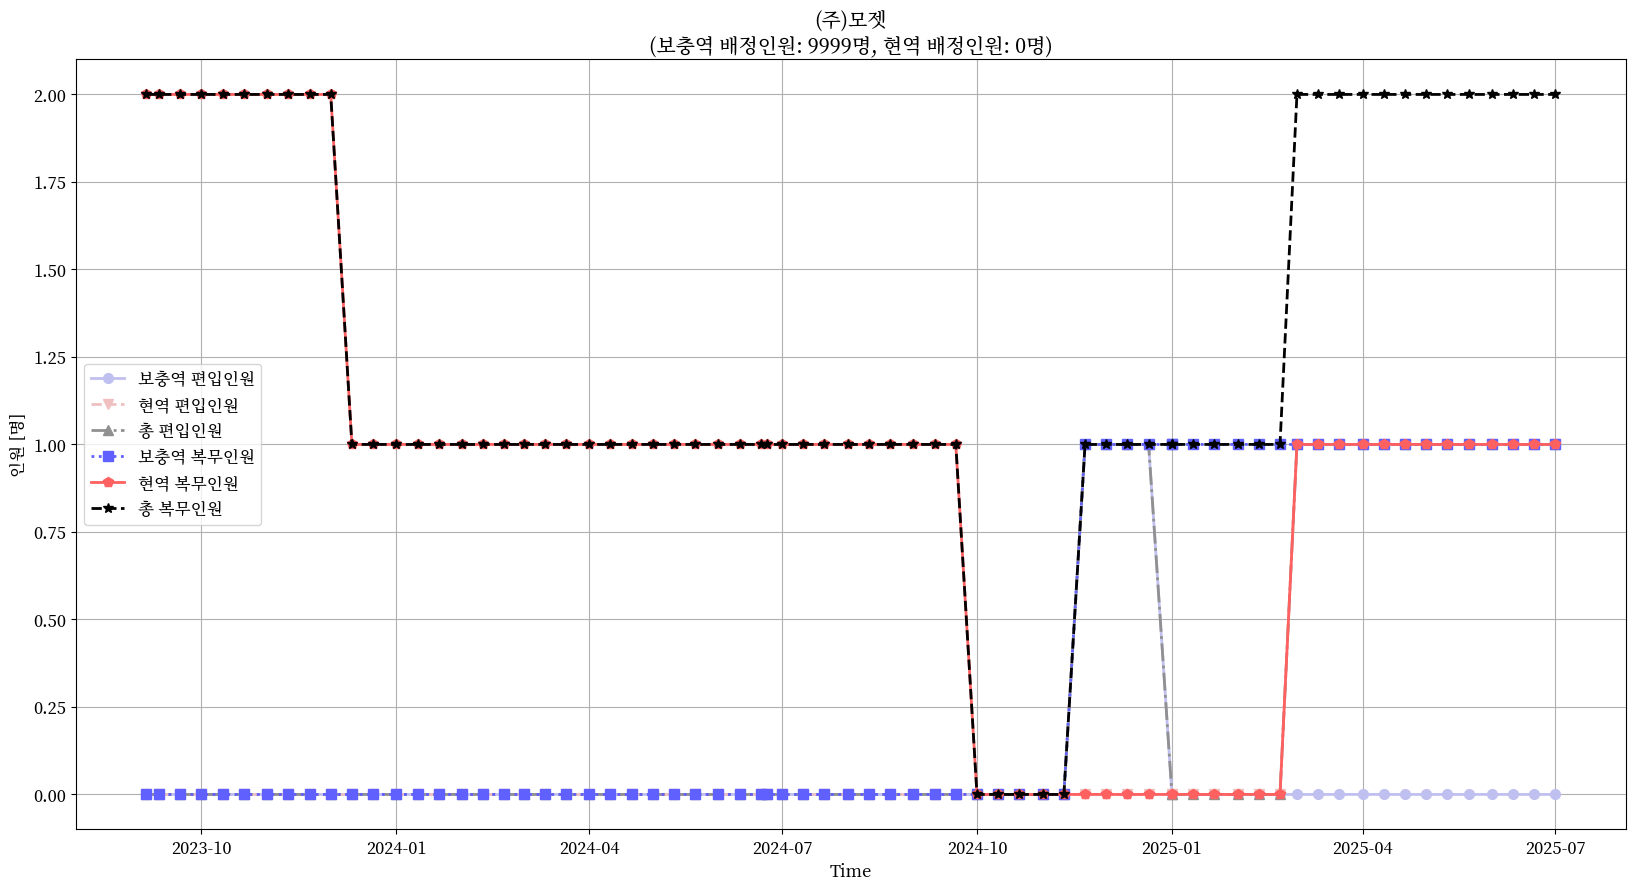 (주)모젯
(보충역 배정인원: 9999명, 현역 배정인원: 0명)
인원 [명]
2.00
1.75
1.50
1.25
1.00
0.75
0.50
0.25
0.00
보충역 편입인원
현역 편입인원
총 편입인원
보충역 복무인원
현역 복무인원
총 복무인원
2023-10
2024-01
2024-04
2024-07
2024-10
2025-01
2025-04
2025-07
Time